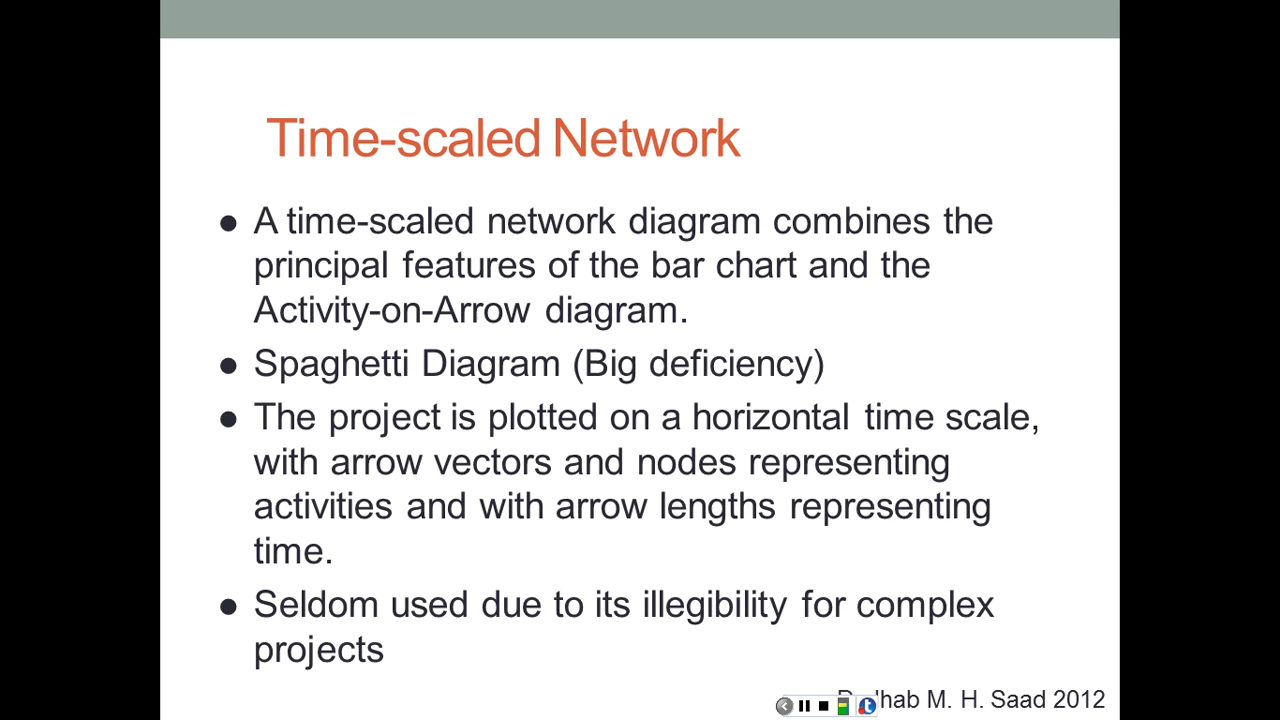 Time-scaled Network
● A time-scaled network diagram combines the
principal features of the bar chart and the
Activity-on-Arrow diagram.
● Spaghetti Diagram (Big deficiency)
● The project is plotted on a horizontal time scale,
with arrow vectors and nodes representing
activities and with arrow lengths representing
time.
● Seldom used due to its illegibility for complex
projects
M. H. Saad 2012